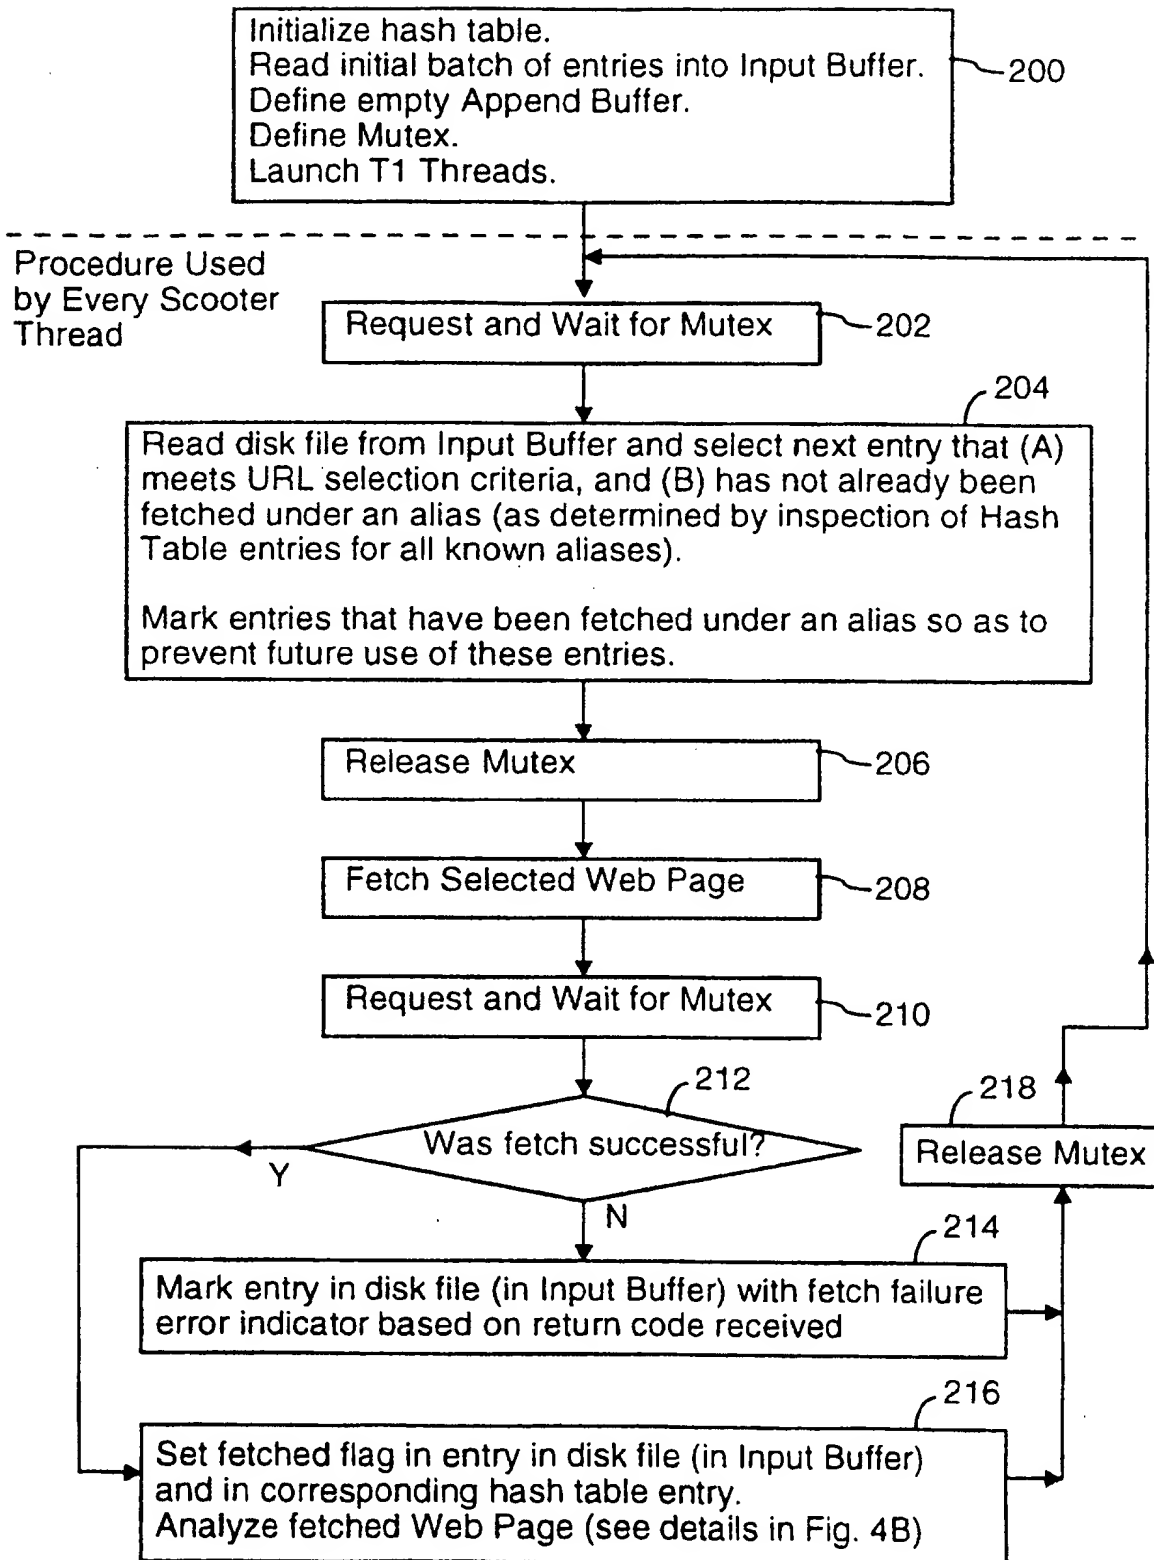 Initialize hash table.
Read initial batch of entries into Input Buffer.
Define empty Append Buffer.
Define Mutex.
Launch T1 Threads.
200
Procedure Used
by Every Scooter
Thread
Request and Wait for Mutex
202
204
Read disk file from Input Buffer and select next entry that (A)
meets URL selection criteria, and (B) has not already been
fetched under an alias (as determined by inspection of Hash
Table entries for all known aliases).
Mark entries that have been fetched under an alias so as to
prevent future use of these entries.
Release Mutex
206
Fetch Selected Web Page
208
Request and Wait for Mutex
210
212
Was fetch successful?
Y
N
218
Release Mutex
214
Mark entry in disk file (in Input Buffer) with fetch failure
error indicator based on return code received
216
Set fetched flag in entry in disk file (in Input Buffer)
and in corresponding hash table entry.
Analyze fetched Web Page (see details in Fig. 4B)